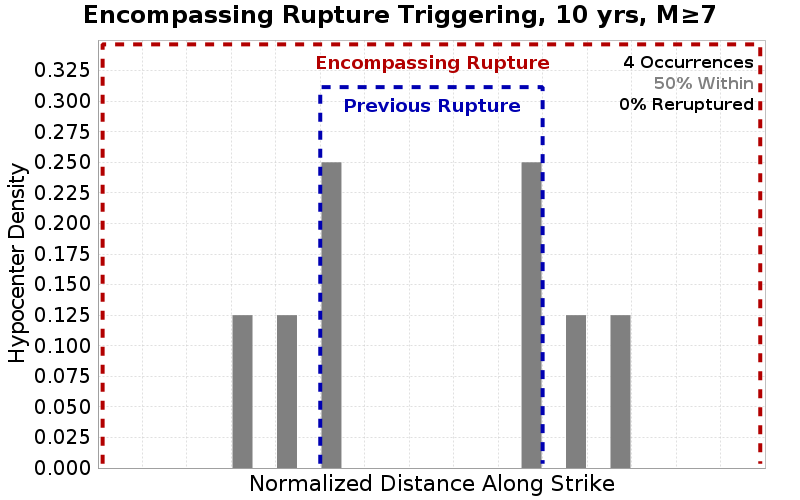 Encompassing Rupture Triggering, 10 yrs, M≥7
Encompassing Rupture
4 Occurrences
50% Within
0% Reruptured
Previous Rupture
Hypocenter Density
0.325
0.300
0.275
0.250
0.225
0.200
0.175
0.150
0.125
0.100
0.075
0.050
0.025
0.000
Normalized Distance Along Strike